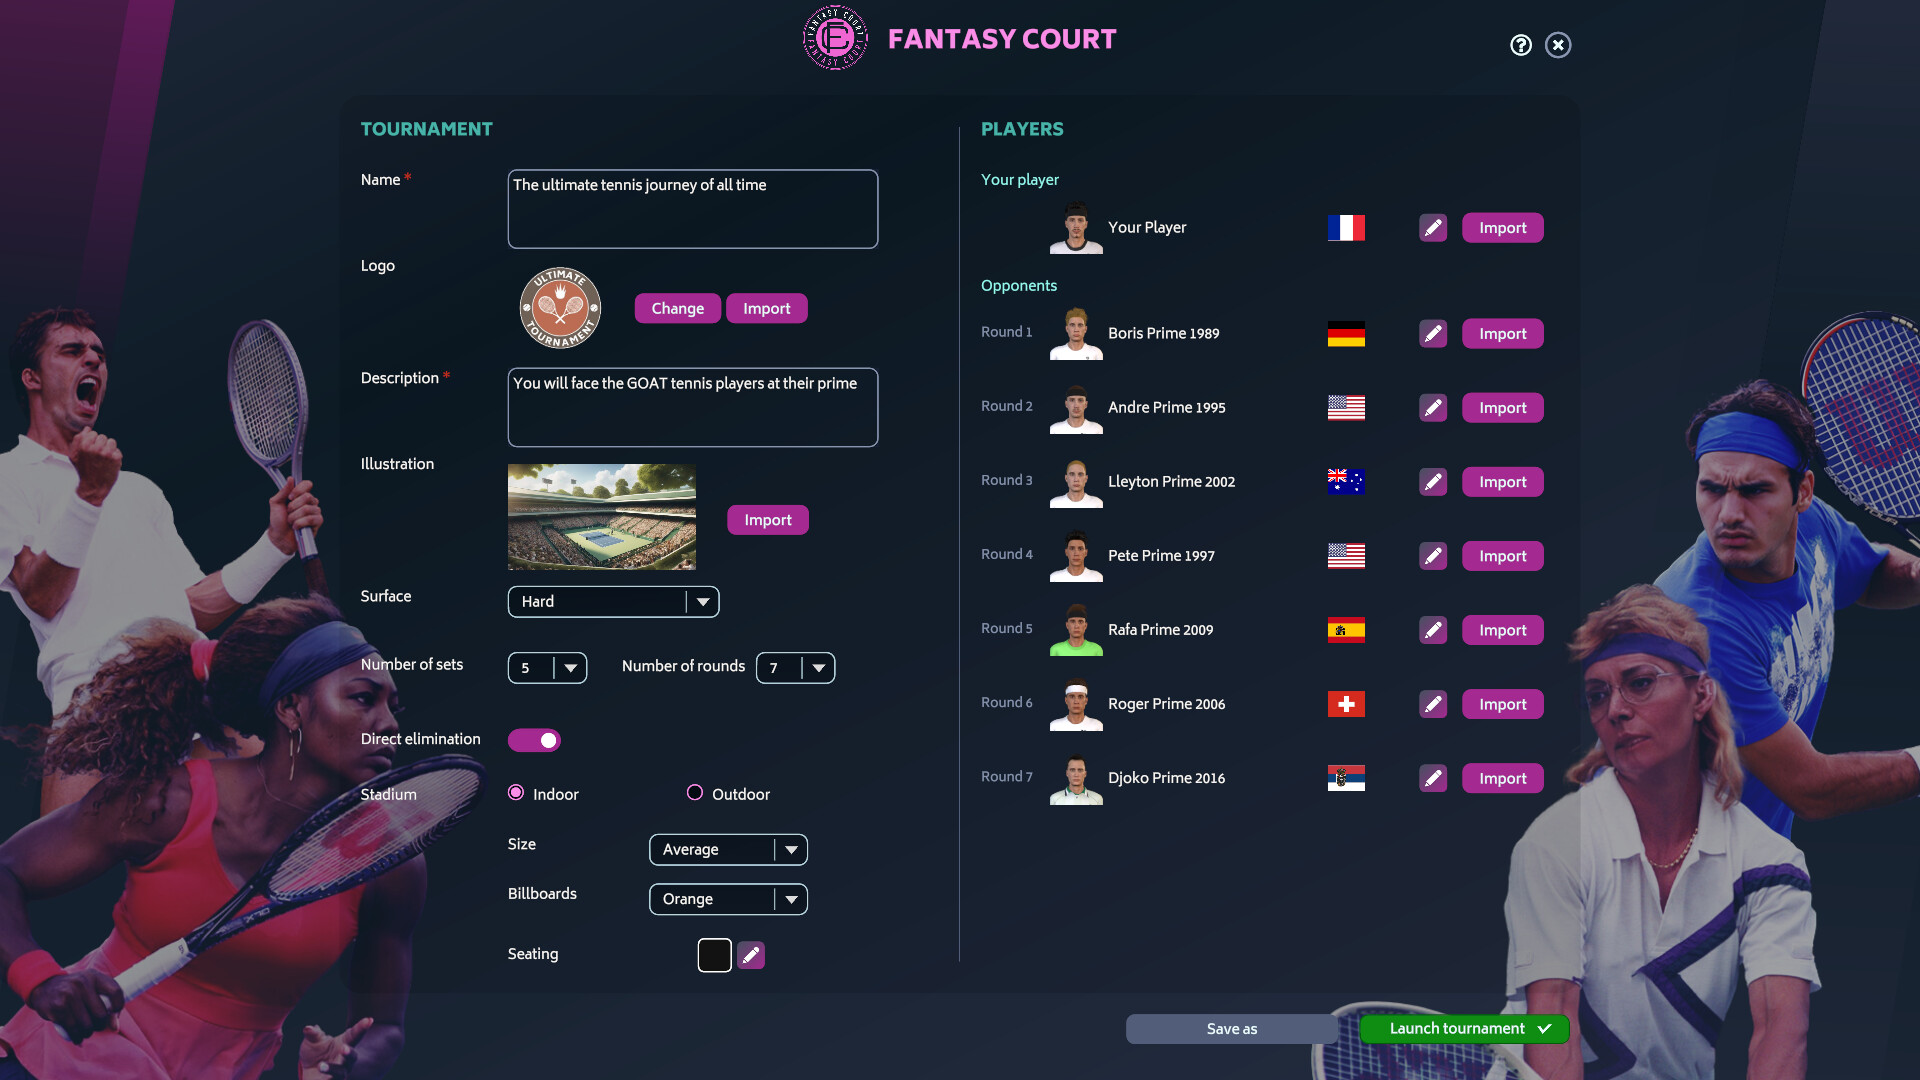 FANTASY COURT
FANTASY COURT
FANTASY COURT
TOURNAMENT
Name *
The ultimate tennis journey of all time
Logo
ULTIMATE
TOURNAMENT
Change
Import
Description *
You will face the GOAT tennis players at their prime
Illustration
Import
Surface
Hard
Number of sets
5
Number of rounds
7
Direct elimination
Stadium
Indoor
Outdoor
Size
Average
Billboards
Orange
Seating
PLAYERS
Your player
Your Player
Import
Opponents
Round 1
Boris Prime 1989
Import
Round 2
Andre Prime 1995
Import
Round 3
Lleyton Prime 2002
Import
Round 4
Pete Prime 1997
Import
Round 5
Rafa Prime 2009
Import
Round 6
Roger Prime 2006
Import
Round 7
Djoko Prime 2016
Import
Save as
Launch tournament